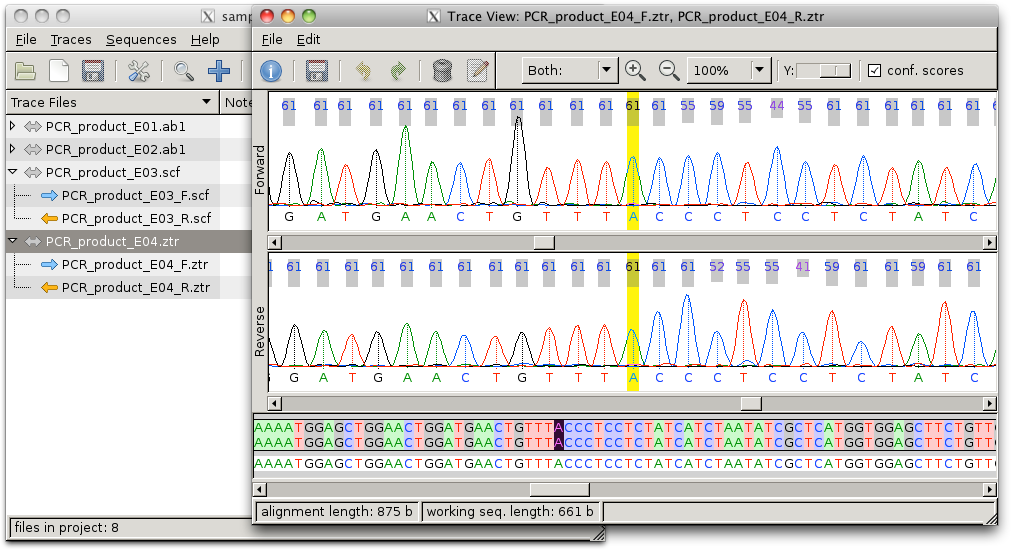 samp
File Traces Sequences Help
Trace Files Note
PCR_product_E01.ab1
PCR_product_E02.ab1
PCR_product_E03.scf
PCR_product_E03_F.scf
PCR_product_E03_R.scf
PCR_product_E04.ztr
PCR_product_E04_F.ztr
PCR_product_E04_R.ztr
files in project: 8
Trace View: PCR_product_E04_F.ztr, PCR_product_E04_R.ztr
File Edit
Both: 100% Y: conf. scores
Forward
61 61 61 61 61 61 61 61 61 61 61 61 61 61 55 59 55 44 55 61 61 61 61 61 61
G A T G A A C T G T T T A C C C T C C T C T A T C
Reverse
61 61 61 61 61 61 61 61 61 61 61 61 61 61 61 52 55 55 41 59 61 61 59 61 61
G A T G A A C T G T T T A C C C T C C T C T A T C
AAAATGGAGCTGGAACTGGATGAACTGTTTACCCTCCTCTATCATCTAATATCGCTCATGGTGGAGCTTCTGTT
AAAATGGAGCTGGAACTGGATGAACTGTTTACCCTCCTCTATCATCTAATATCGCTCATGGTGGAGCTTCTGTT
AAAATGGAGCTGGAACTGGATGAACTGTTTACCCTCCTCTATCATCTAATATCGCTCATGGTGGAGCTTCTGTT
alignment length: 875 b working seq. length: 661 b